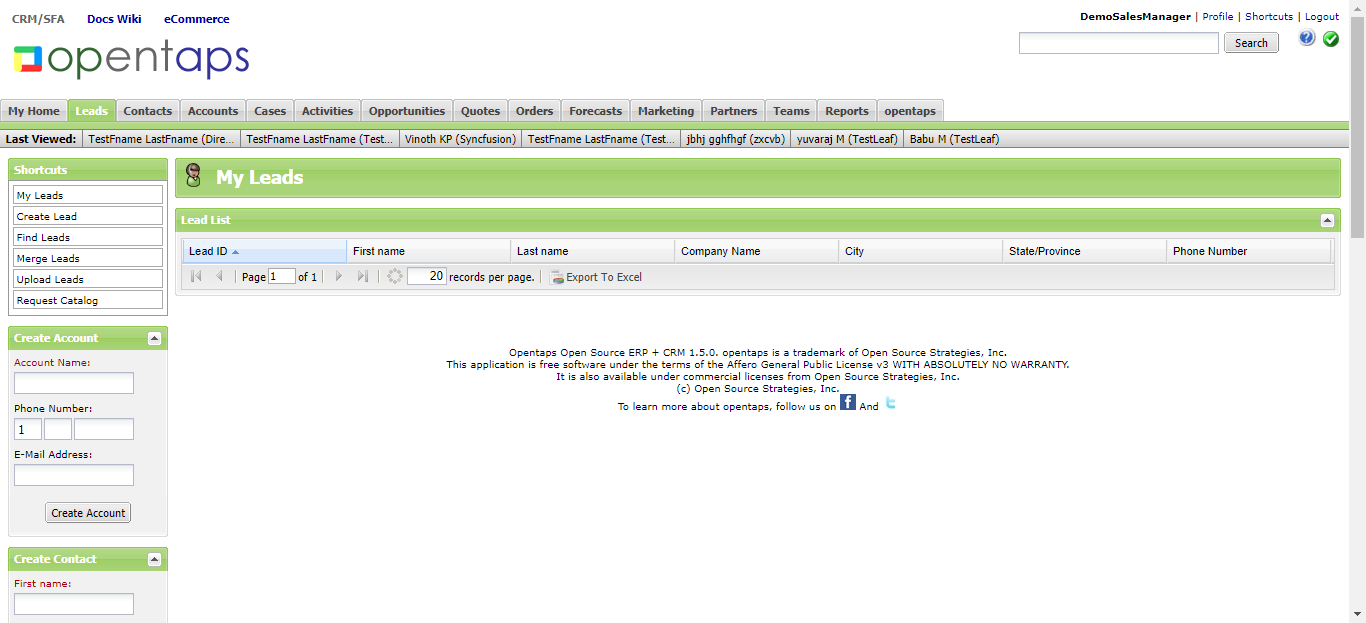 CRM/SFA Docs Wiki eCommerce
DemoSalesManager | Profile | Shortcuts | Logout
opentaps
Search
My Home Leads Contacts Accounts Cases Activities Opportunities Quotes Orders Forecasts Marketing Partners Teams Reports opentaps
Last Viewed: TestFname LastFname (Dire... TestFname LastFname (Test... Vinoth KP (Syncfusion) TestFname LastFname (Test... jbhj gghfhgf (zxcvb) yuvaraj M (TestLeaf) Babu M (TestLeaf)
Shortcuts
My Leads
Create Lead
Find Leads
Merge Leads
Upload Leads
Request Catalog
Create Account
Account Name:
Phone Number:
1
E-Mail Address:
Create Account
Create Contact
First name:
My Leads
Lead List
Lead ID First name Last name Company Name City State/Province Phone Number
Page 1 of 1 20 records per page. Export To Excel
Opentaps Open Source ERP + CRM 1.5.0. opentaps is a trademark of Open Source Strategies, Inc.
This application is free software under the terms of the Affero General Public License v3 WITH ABSOLUTELY NO WARRANTY.
It is also available under commercial licenses from Open Source Strategies, Inc.
(c) Open Source Strategies, Inc.
To learn more about opentaps, follow us on f And t